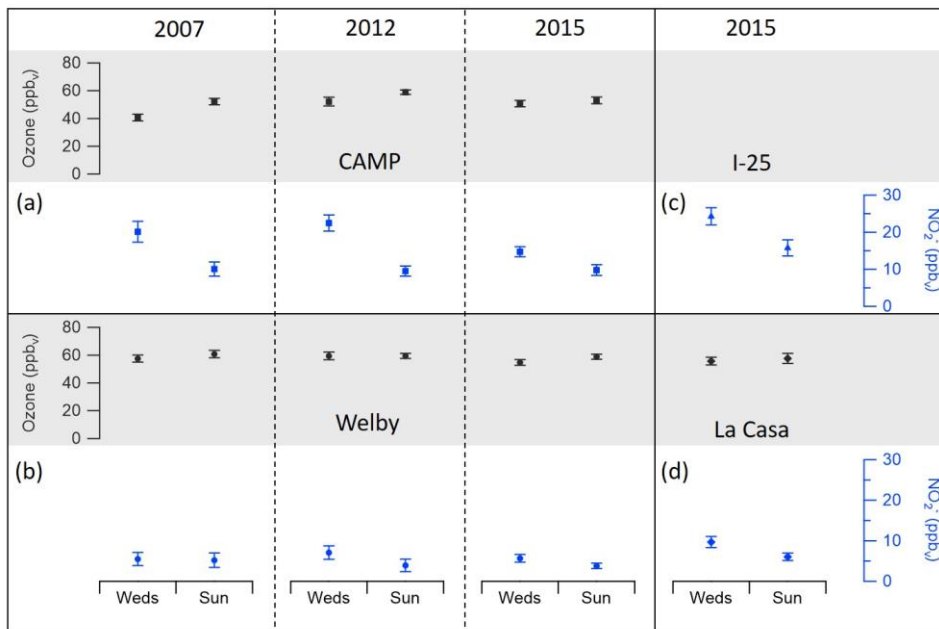 2007 2012 2015 2015
Ozone (ppbv)
80
60
40
20
0
CAMP
I-25
(a)
(c)
30
20
10
0
NO2* (ppbv)
Ozone (ppbv)
80
60
40
20
0
Welby
La Casa
(b)
(d)
30
20
10
0
NO2* (ppbv)
Weds Sun Weds Sun Weds Sun Weds Sun